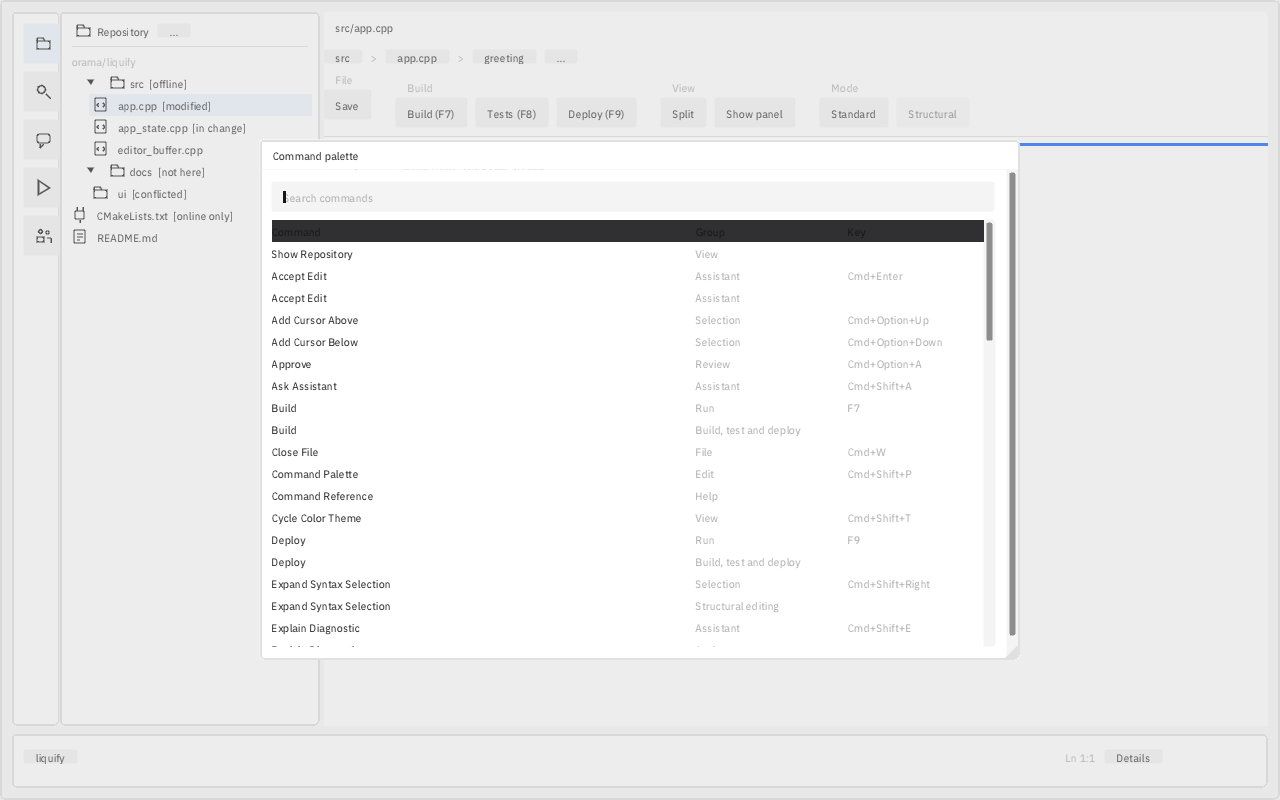 Repository ...
orama/liquify
src [offline]
app.cpp [modified]
app_state.cpp [in change]
editor_buffer.cpp
docs [not here]
ui [conflicted]
CMakeLists.txt [online only]
README.md
src/app.cpp
src > app.cpp > greeting ...
File Build View Mode
Save Build (F7) Tests (F8) Deploy (F9) Split Show panel Standard Structural
Command palette
Search commands
Command Group Key
Show Repository View
Accept Edit Assistant Cmd+Enter
Accept Edit Assistant
Add Cursor Above Selection Cmd+Option+Up
Add Cursor Below Selection Cmd+Option+Down
Approve Review Cmd+Option+A
Ask Assistant Assistant Cmd+Shift+A
Build Run F7
Build Build, test and deploy
Close File File Cmd+W
Command Palette Edit Cmd+Shift+P
Command Reference Help
Cycle Color Theme View Cmd+Shift+T
Deploy Run F9
Deploy Build, test and deploy
Expand Syntax Selection Selection Cmd+Shift+Right
Expand Syntax Selection Structural editing
Explain Diagnostic Assistant Cmd+Shift+E
liquify Ln 1:1 Details